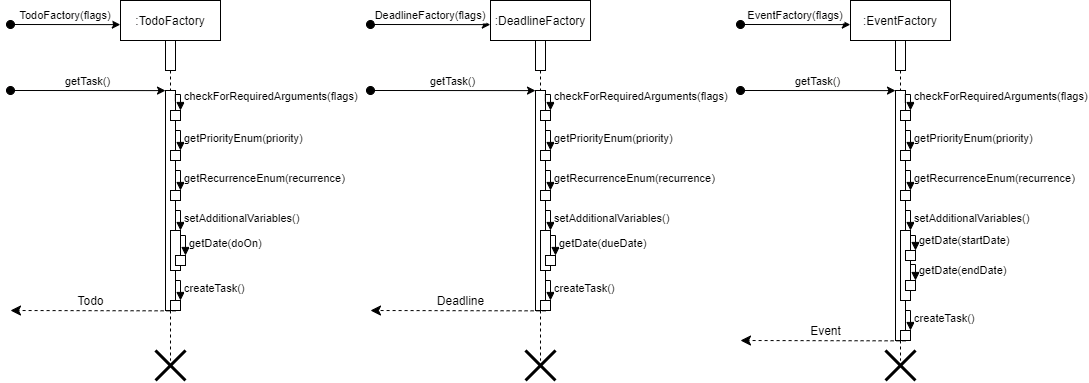 TodoFactory(flags)
:TodoFactory
getTask()
checkForRequiredArguments(flags)
getPriorityEnum(priority)
getRecurrenceEnum(recurrence)
setAdditionalVariables()
getDate(doOn)
createTask()
Todo
DeadlineFactory(flags)
:DeadlineFactory
getTask()
checkForRequiredArguments(flags)
getPriorityEnum(priority)
getRecurrenceEnum(recurrence)
setAdditionalVariables()
getDate(dueDate)
createTask()
Deadline
EventFactory(flags)
:EventFactory
getTask()
checkForRequiredArguments(flags)
getPriorityEnum(priority)
getRecurrenceEnum(recurrence)
setAdditionalVariables()
getDate(startDate)
getDate(endDate)
createTask()
Event